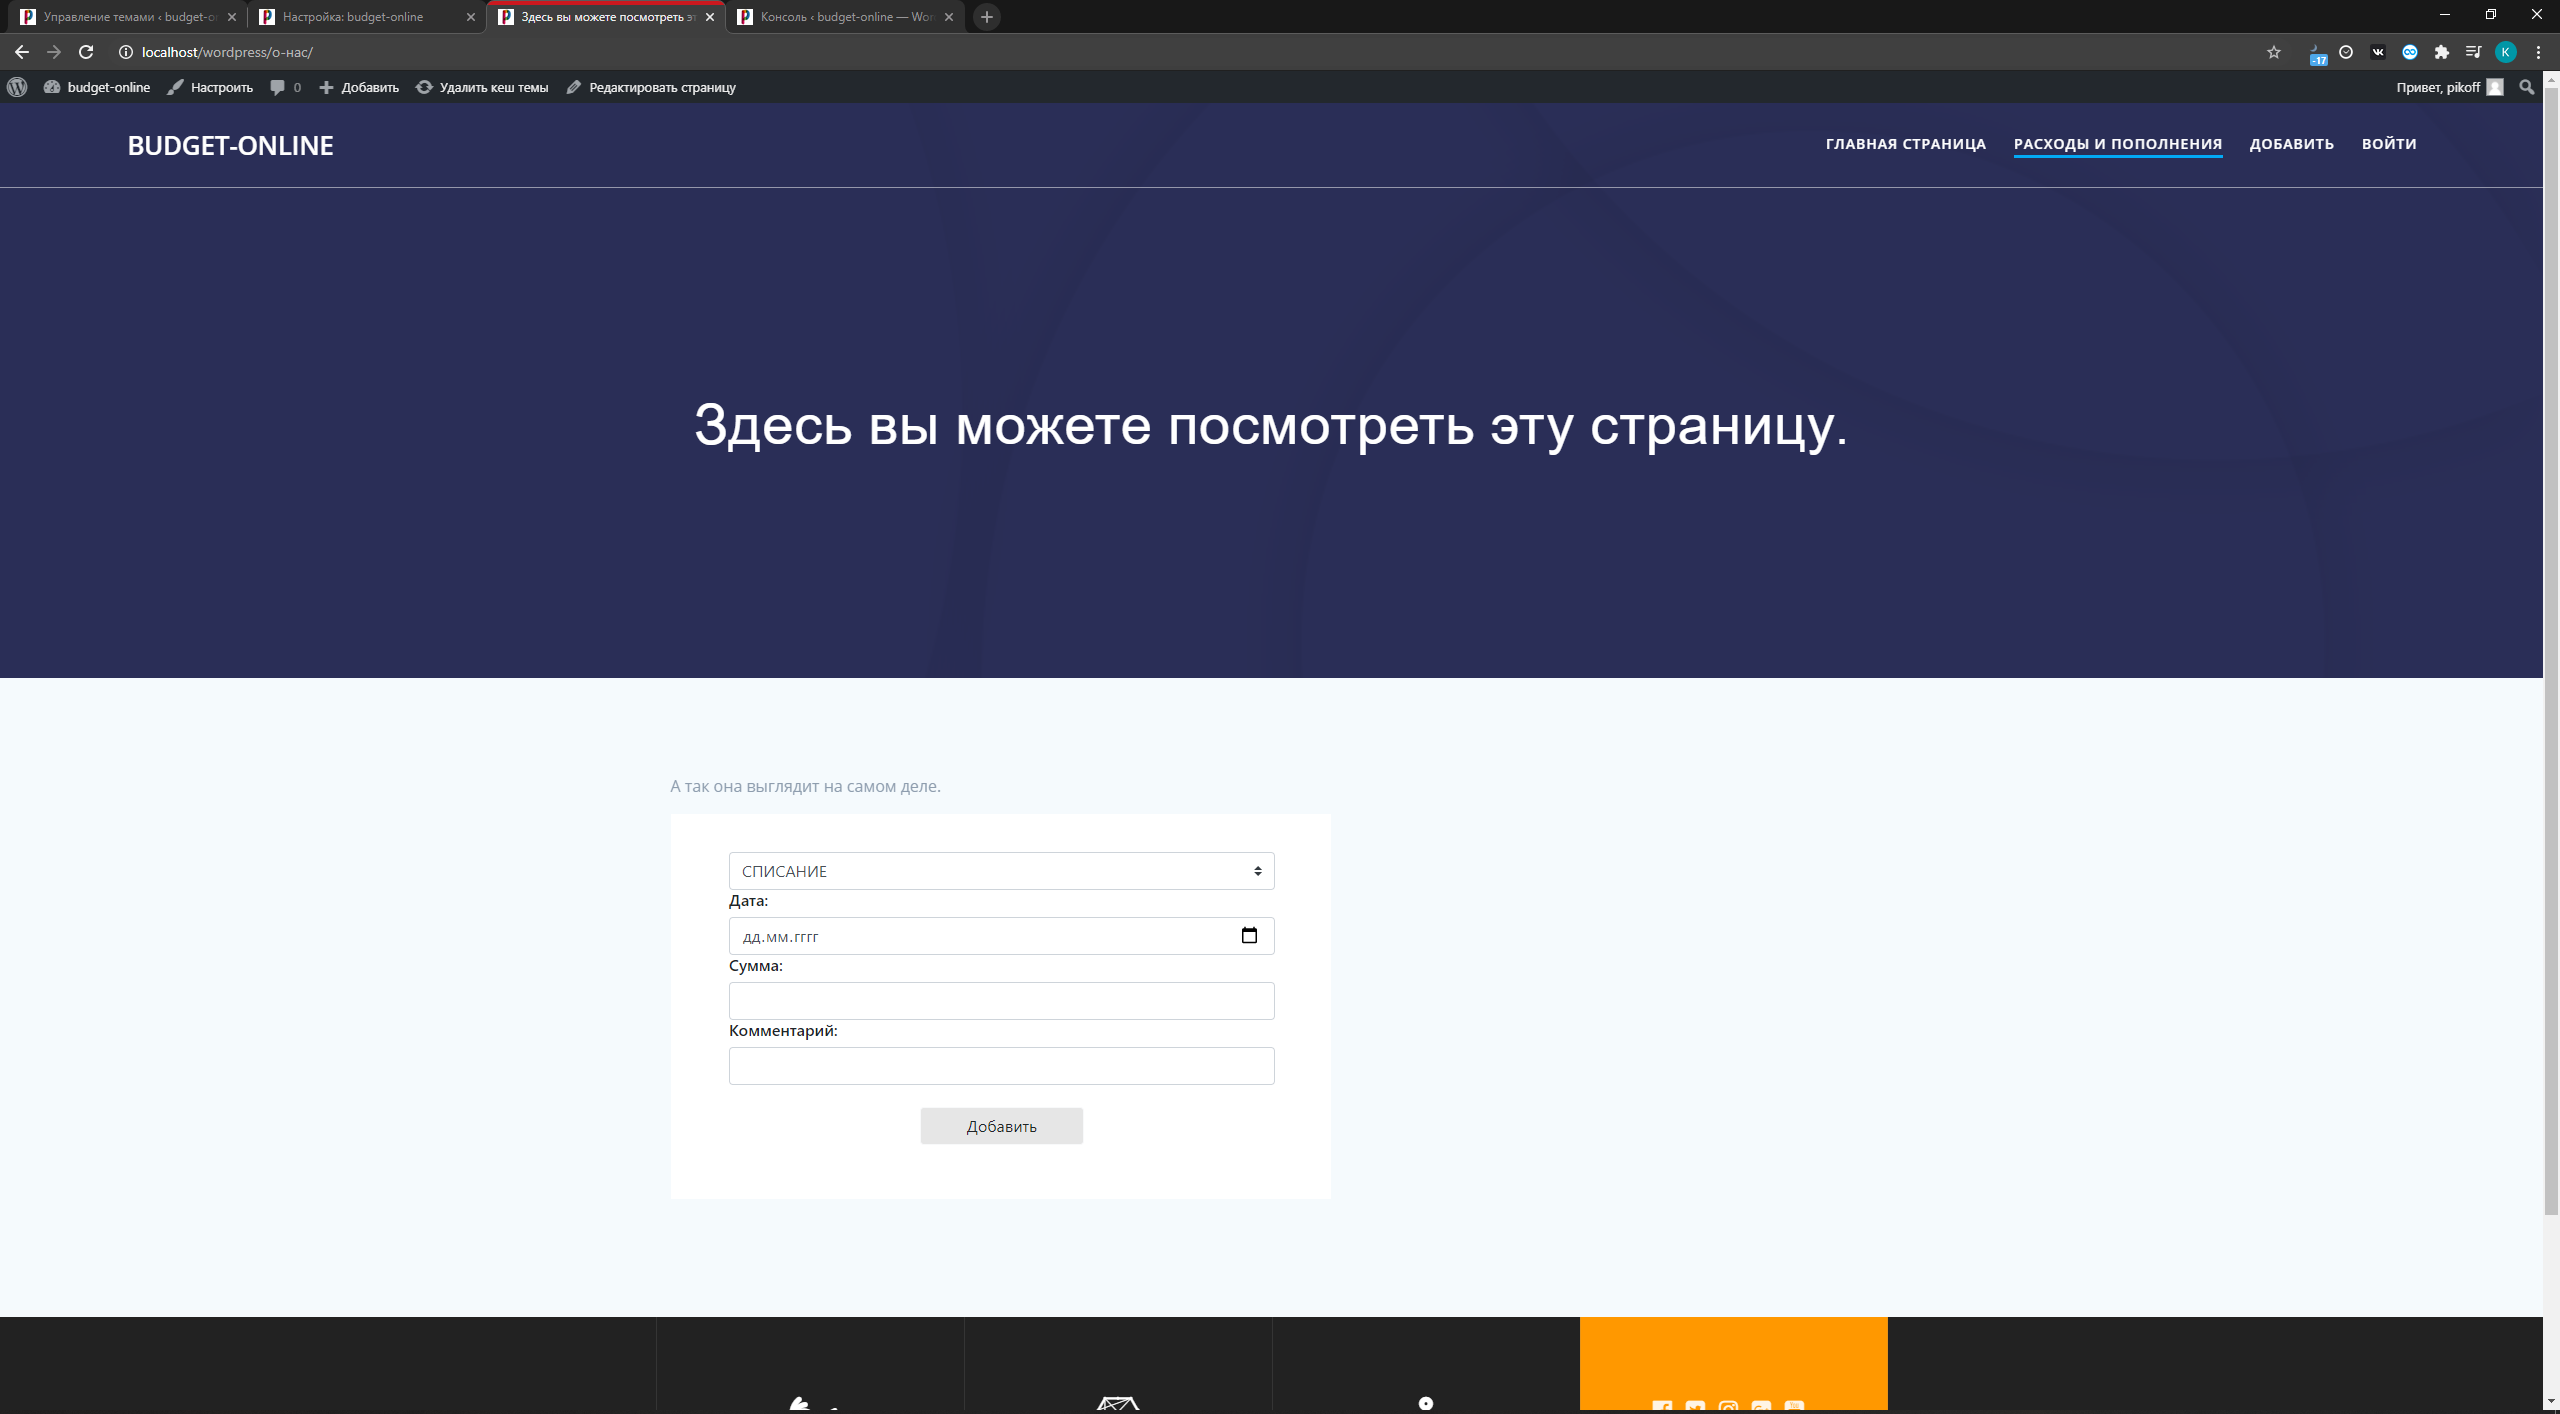 Управление темами ‹ budget-or
Настройка: budget-online
Здесь вы можете посмотреть эт
Консоль ‹ budget-online — Wor
localhost/wordpress/о-нас/
-17
K
budget-online
Настроить
0
Добавить
Удалить кеш темы
Редактировать страницу
Привет, pikoff
BUDGET-ONLINE
ГЛАВНАЯ СТРАНИЦА
РАСХОДЫ И ПОПОЛНЕНИЯ
ДОБАВИТЬ
ВОЙТИ
Здесь вы можете посмотреть эту страницу.
А так она выглядит на самом деле.
СПИСАНИЕ
Дата:
дд.мм.гггг
Сумма:
Комментарий:
Добавить